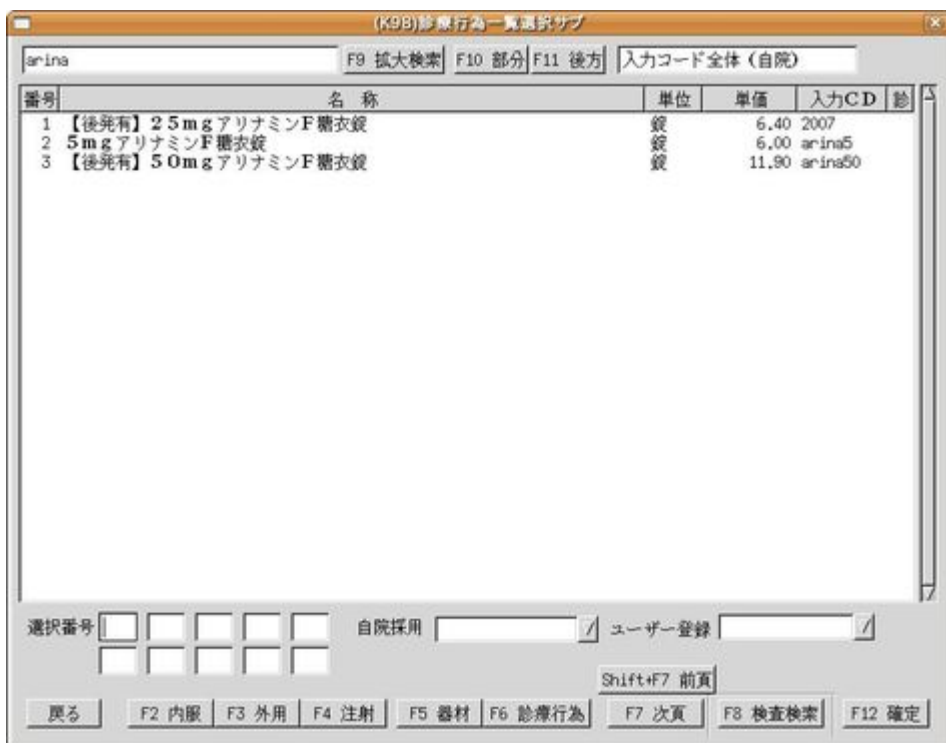 (K98)診療行為一覧選択サブ
arina F9 拡大検索 F10 部分 F11 後方 入力コード全体（自院）
番号 名 称 単位 単価 入力CD 診
1 【後発有】２５ｍｇアリナミンＦ糖衣錠 錠 6.40 2007
2 ５ｍｇアリナミンＦ糖衣錠 錠 6.00 arina5
3 【後発有】５０ｍｇアリナミンＦ糖衣錠 錠 11.90 arina50
選択番号 自院採用 / ユーザー登録 /
Shift+F7 前頁
戻る F2 内服 F3 外用 F4 注射 F5 器材 F6 診療行為 F7 次頁 F8 検査検索 F12 確定